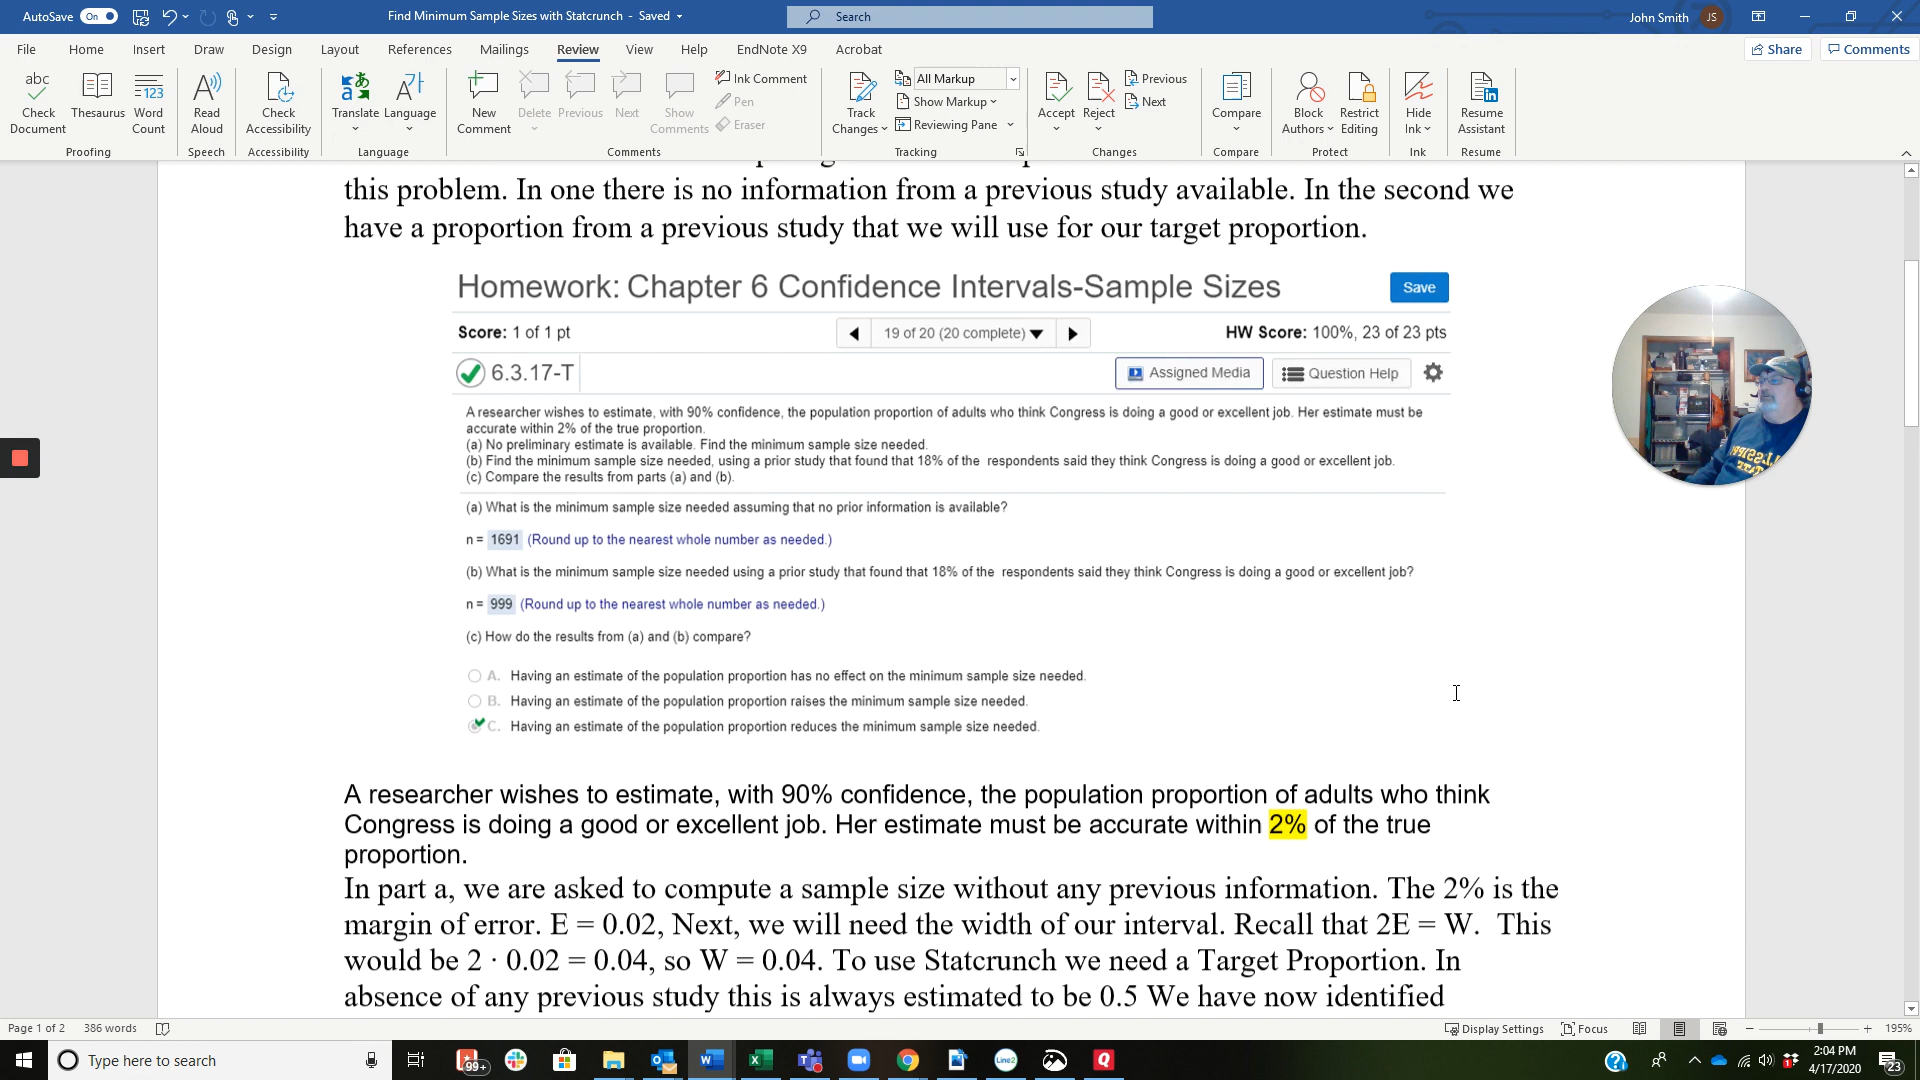 AutoSave On Find Minimum Sample Sizes with Statcrunch - Saved Search John Smith JS
File Home Insert Draw Design Layout References Mailings Review View Help EndNote X9 Acrobat Share Comments
abc Check Document
Thesaurus
123 Word Count
Proofing
Read Aloud
Speech
Check Accessibility
Accessibility
Translate
Language
Language
New Comment
Delete
Previous
Next
Show Comments
Ink Comment
Pen
Eraser
Comments
Track Changes
All Markup
Show Markup
Reviewing Pane
Tracking
Accept
Reject
Previous
Next
Changes
Compare
Compare
Block Authors
Restrict Editing
Protect
Hide Ink
Ink
Resume Assistant
Resume
this problem. In one there is no information from a previous study available. In the second we
have a proportion from a previous study that we will use for our target proportion.
Homework: Chapter 6 Confidence Intervals-Sample Sizes Save
Score: 1 of 1 pt 19 of 20 (20 complete) HW Score: 100%, 23 of 23 pts
6.3.17-T Assigned Media Question Help
A researcher wishes to estimate, with 90% confidence, the population proportion of adults who think Congress is doing a good or excellent job. Her estimate must be
accurate within 2% of the true proportion.
(a) No preliminary estimate is available. Find the minimum sample size needed.
(b) Find the minimum sample size needed, using a prior study that found that 18% of the respondents said they think Congress is doing a good or excellent job.
(c) Compare the results from parts (a) and (b).
(a) What is the minimum sample size needed assuming that no prior information is available?
n = 1691 (Round up to the nearest whole number as needed.)
(b) What is the minimum sample size needed using a prior study that found that 18% of the respondents said they think Congress is doing a good or excellent job?
n = 999 (Round up to the nearest whole number as needed.)
(c) How do the results from (a) and (b) compare?
A. Having an estimate of the population proportion has no effect on the minimum sample size needed.
B. Having an estimate of the population proportion raises the minimum sample size needed.
C. Having an estimate of the population proportion reduces the minimum sample size needed.
A researcher wishes to estimate, with 90% confidence, the population proportion of adults who think
Congress is doing a good or excellent job. Her estimate must be accurate within 2% of the true
proportion.
In part a, we are asked to compute a sample size without any previous information. The 2% is the
margin of error. E = 0.02, Next, we will need the width of our interval. Recall that 2E = W. This
would be 2 · 0.02 = 0.04, so W = 0.04. To use Statcrunch we need a Target Proportion. In
absence of any previous study this is always estimated to be 0.5 We have now identified
Page 1 of 2 386 words Display Settings Focus 195%
Type here to search 99+ Line2 2:04 PM
4/17/2020 23